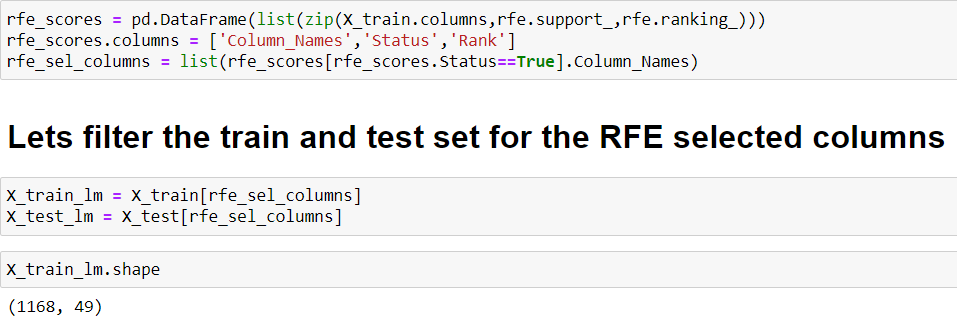 rfe_scores = pd.DataFrame(list(zip(X_train.columns,rfe.support_,rfe.ranking_)))
rfe_scores.columns = ['Column_Names','Status','Rank']
rfe_sel_columns = list(rfe_scores[rfe_scores.Status==True].Column_Names)
Lets filter the train and test set for the RFE selected columns
X_train_lm = X_train[rfe_sel_columns]
X_test_lm = X_test[rfe_sel_columns]
X_train_lm.shape
(1168, 49)